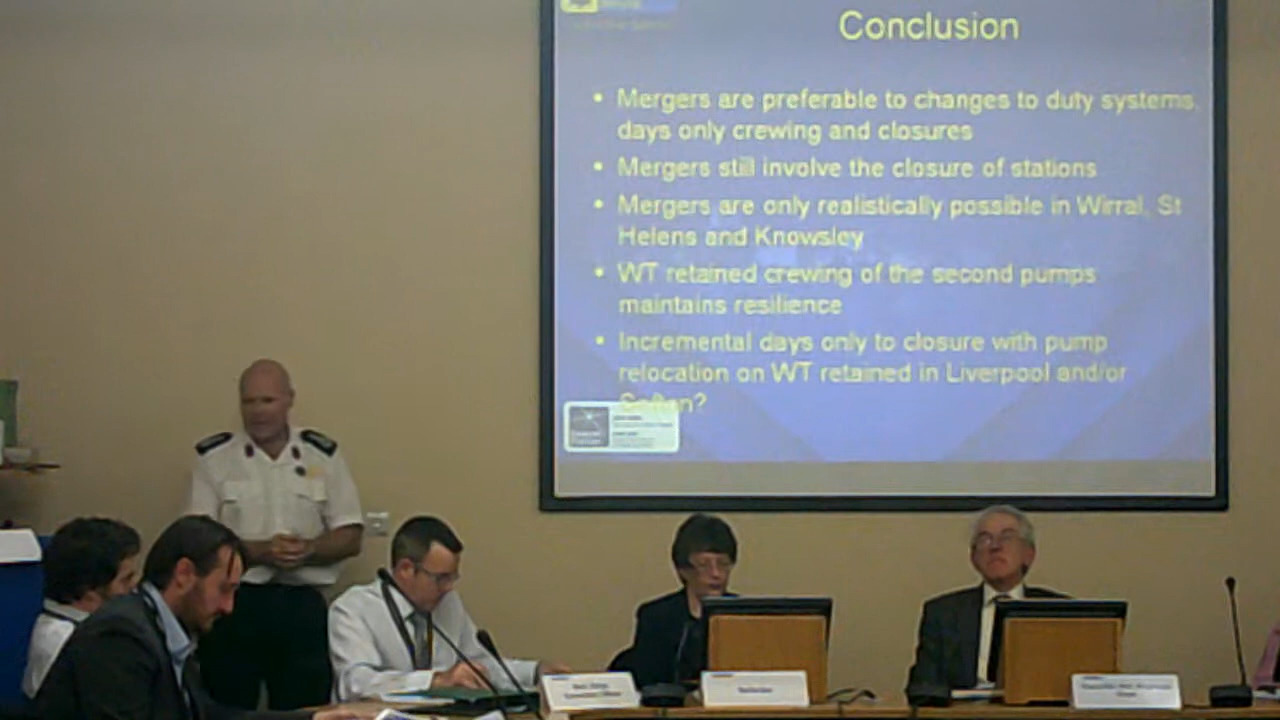 Conclusion
• Mergers are preferable to changes to duty systems,
days only crewing and closures
• Mergers still involve the closure of stations
• Mergers are only realistically possible in Wirral, St
Helens and Knowsley
• WT retained crewing of the second pumps
maintains resilience
• Incremental days only to closure with pump
relocation on WT retained in Liverpool and/or
Sefton?